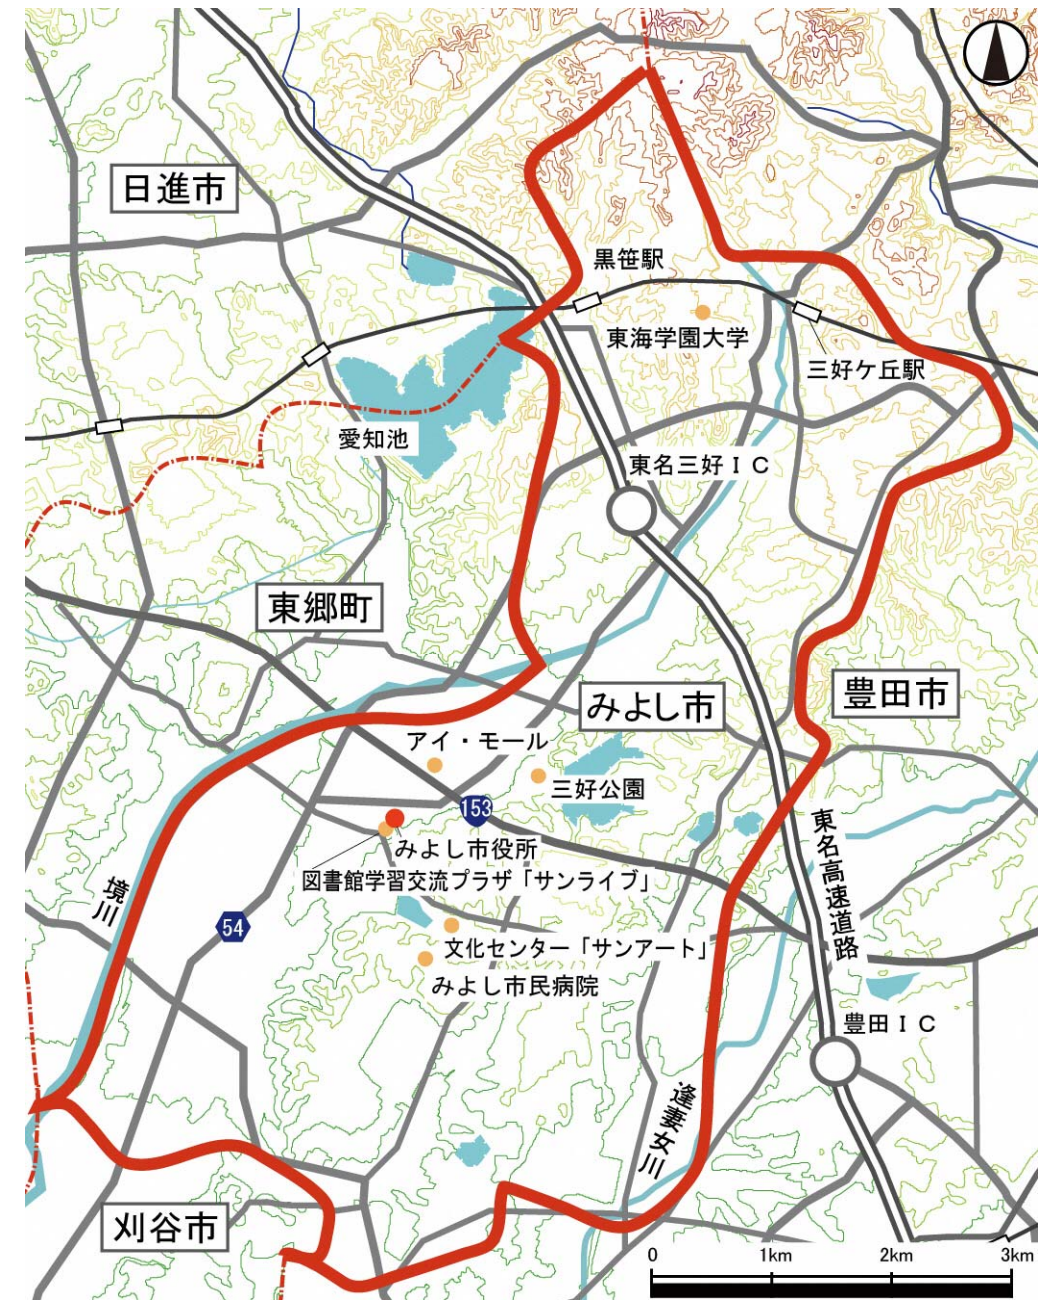 日進市
黒笹駅
東海学園大学
三好ケ丘駅
愛知池
東名三好IC
東郷町
みよし市
豊田市
アイ・モール
三好公園
153
みよし市役所
図書館学習交流プラザ「サンライブ」
東名高速道路
境川
54
文化センター「サンアート」
みよし市民病院
豊田IC
逢妻女川
刈谷市
0 1km 2km 3km